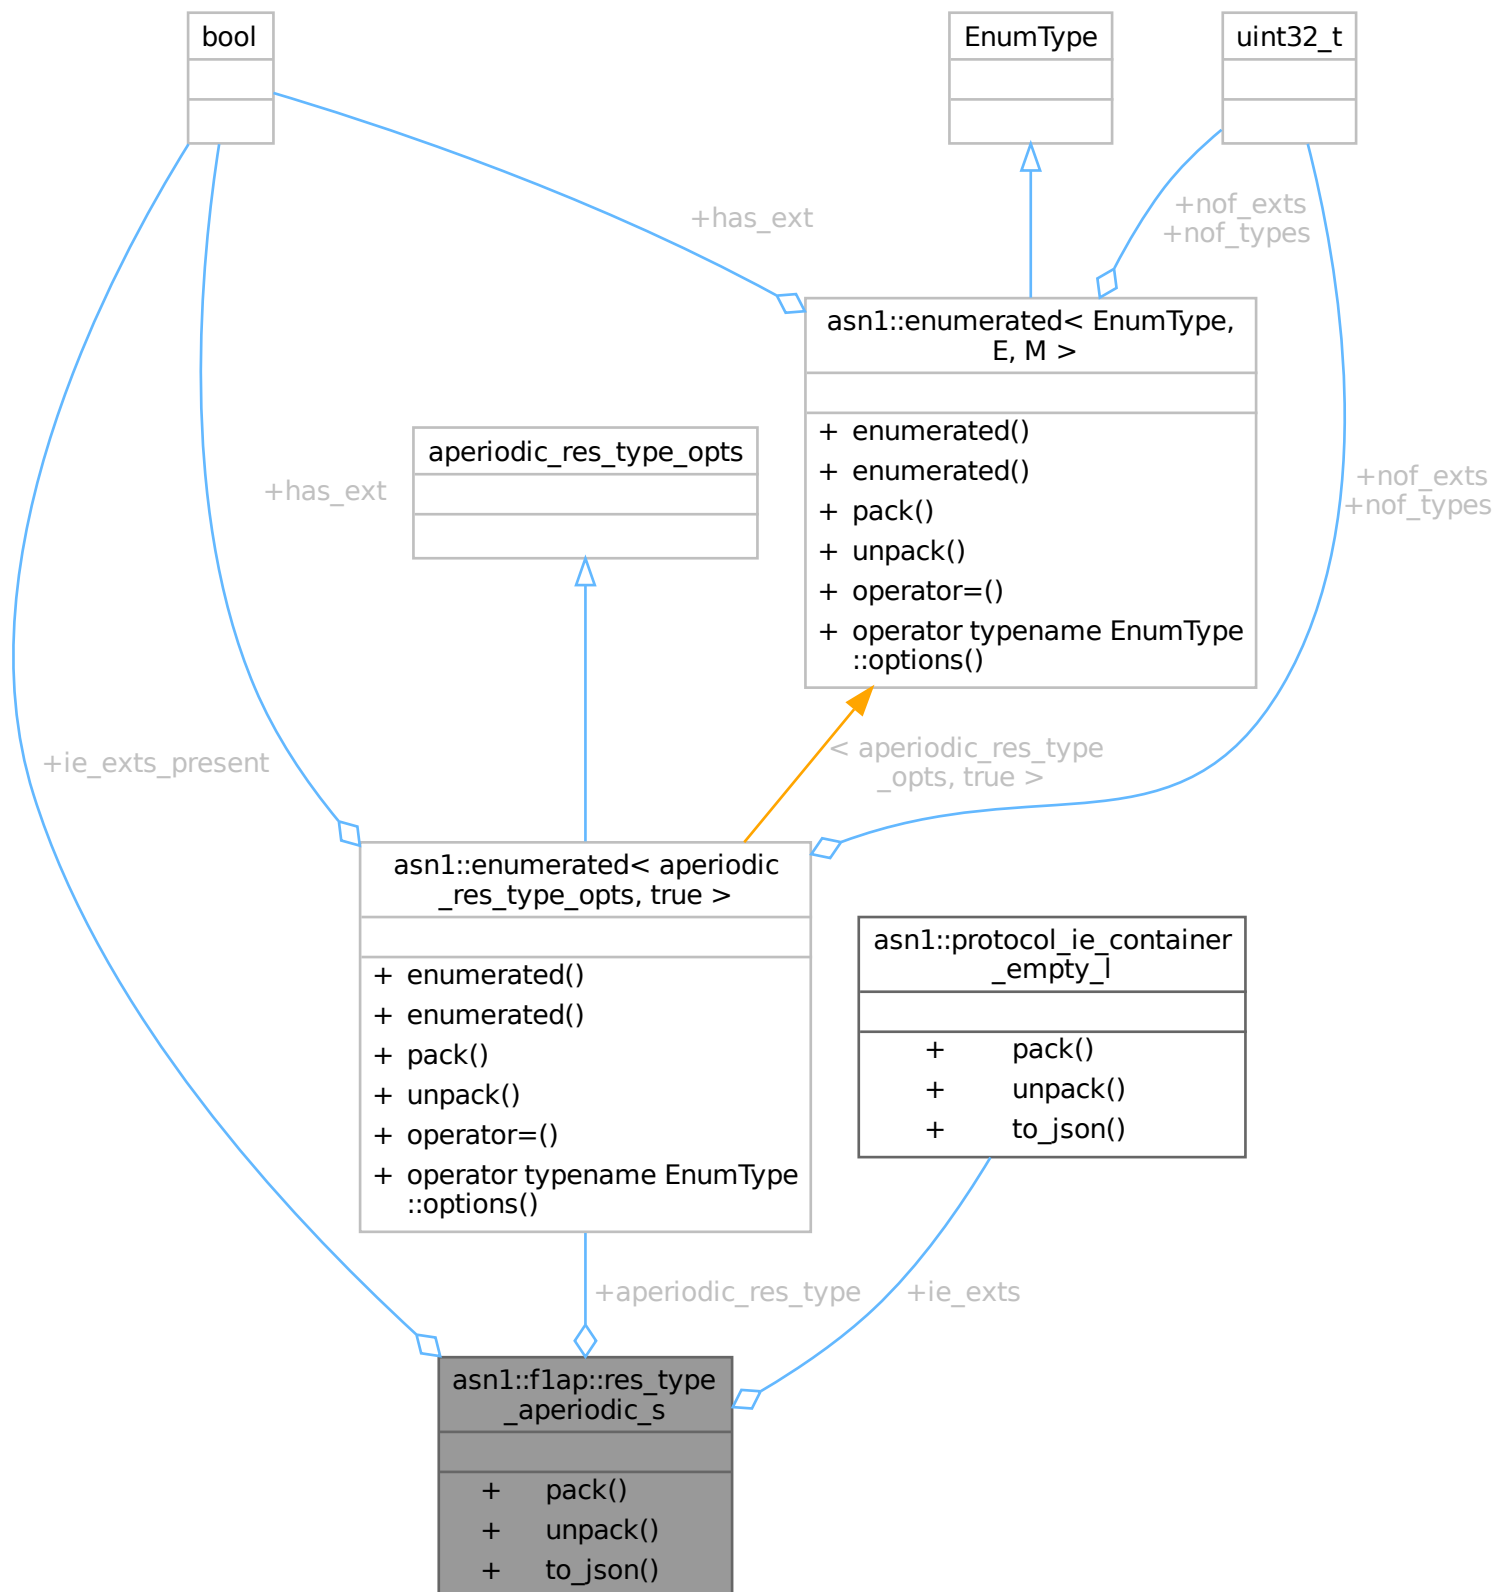 bool
EnumType
uint32_t
+has_ext
+nof_exts
+nof_types
asn1::enumerated< EnumType,
E, M >
+ enumerated()
+ enumerated()
+ pack()
+ unpack()
+ operator=()
+ operator typename EnumType
::options()
aperiodic_res_type_opts
+has_ext
+nof_exts
+nof_types
+ie_exts_present
< aperiodic_res_type
_opts, true >
asn1::enumerated< aperiodic
_res_type_opts, true >
+ enumerated()
+ enumerated()
+ pack()
+ unpack()
+ operator=()
+ operator typename EnumType
::options()
asn1::protocol_ie_container
_empty_l
+ pack()
+ unpack()
+ to_json()
+aperiodic_res_type
+ie_exts
asn1::f1ap::res_type
_aperiodic_s
+ pack()
+ unpack()
+ to_json()